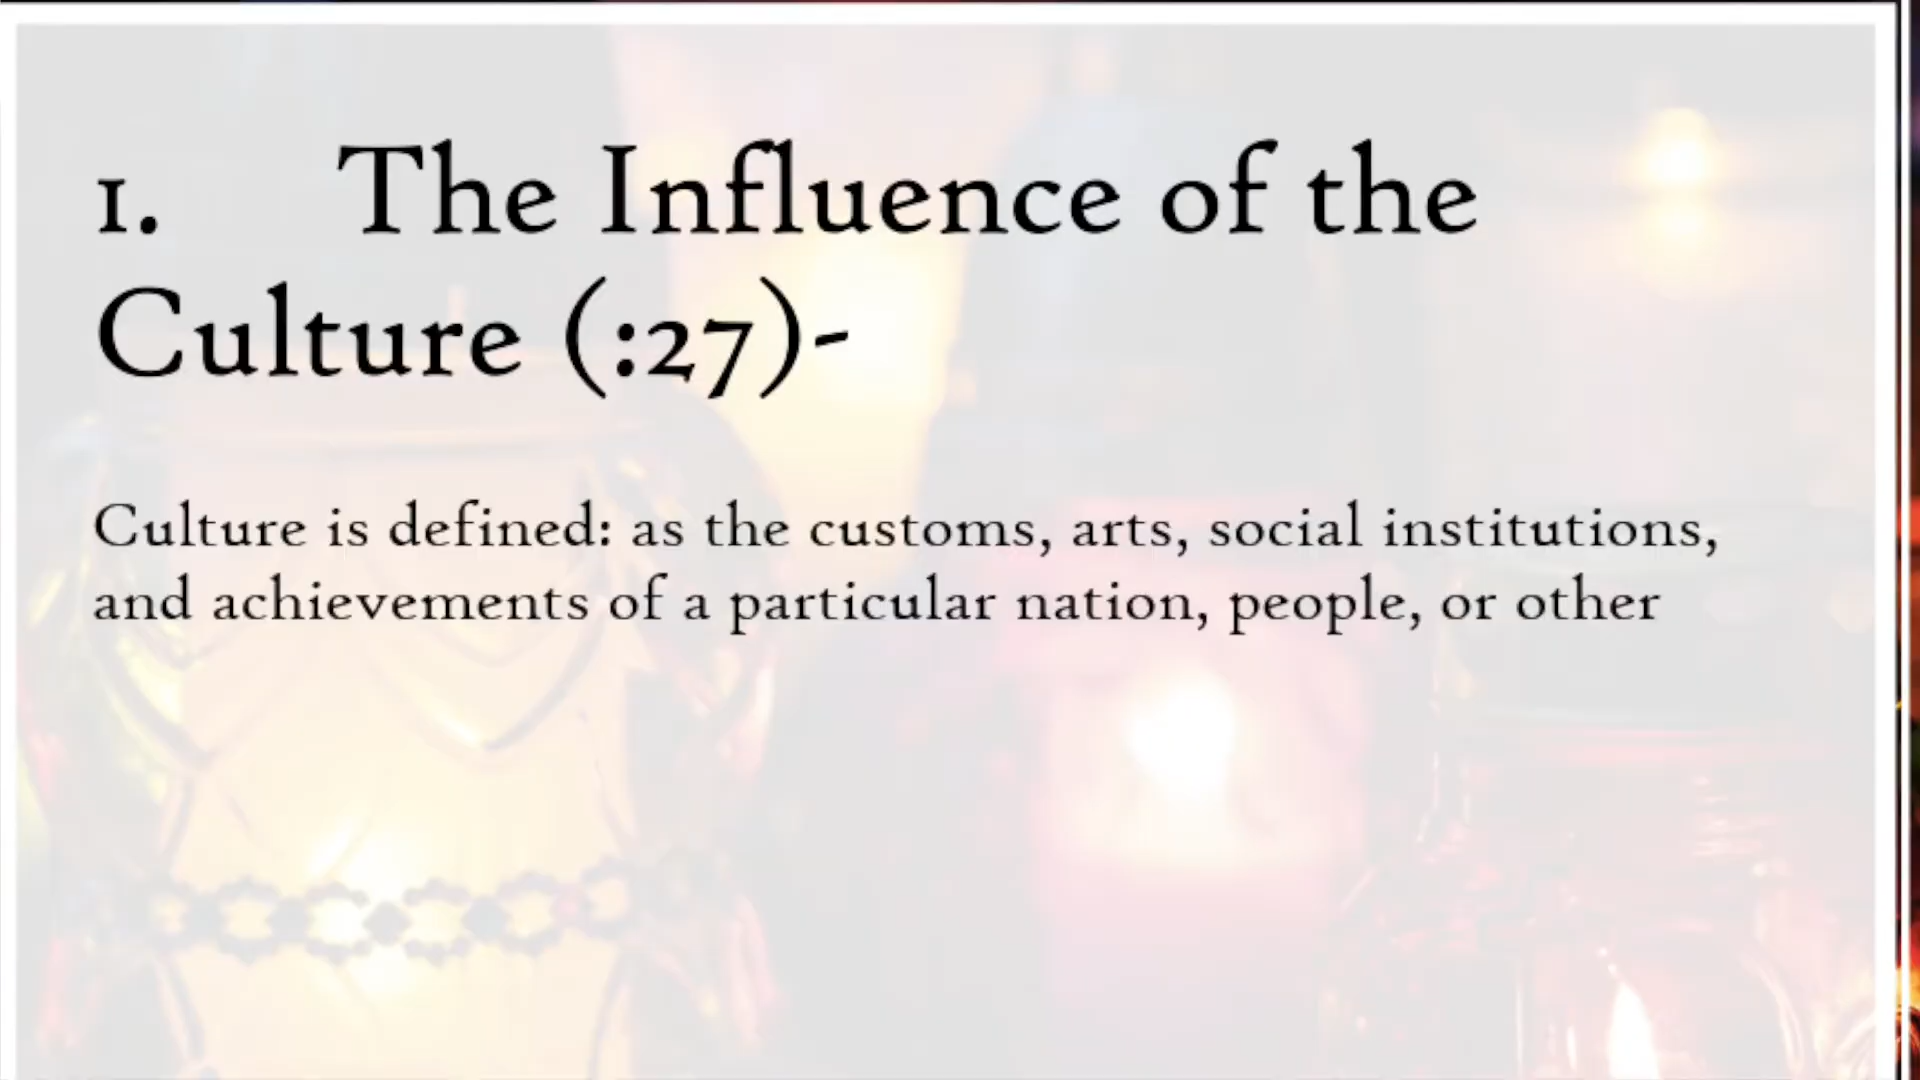 1. The Influence of the
Culture (:27)-
Culture is defined: as the customs, arts, social institutions,
and achievements of a particular nation, people, or other